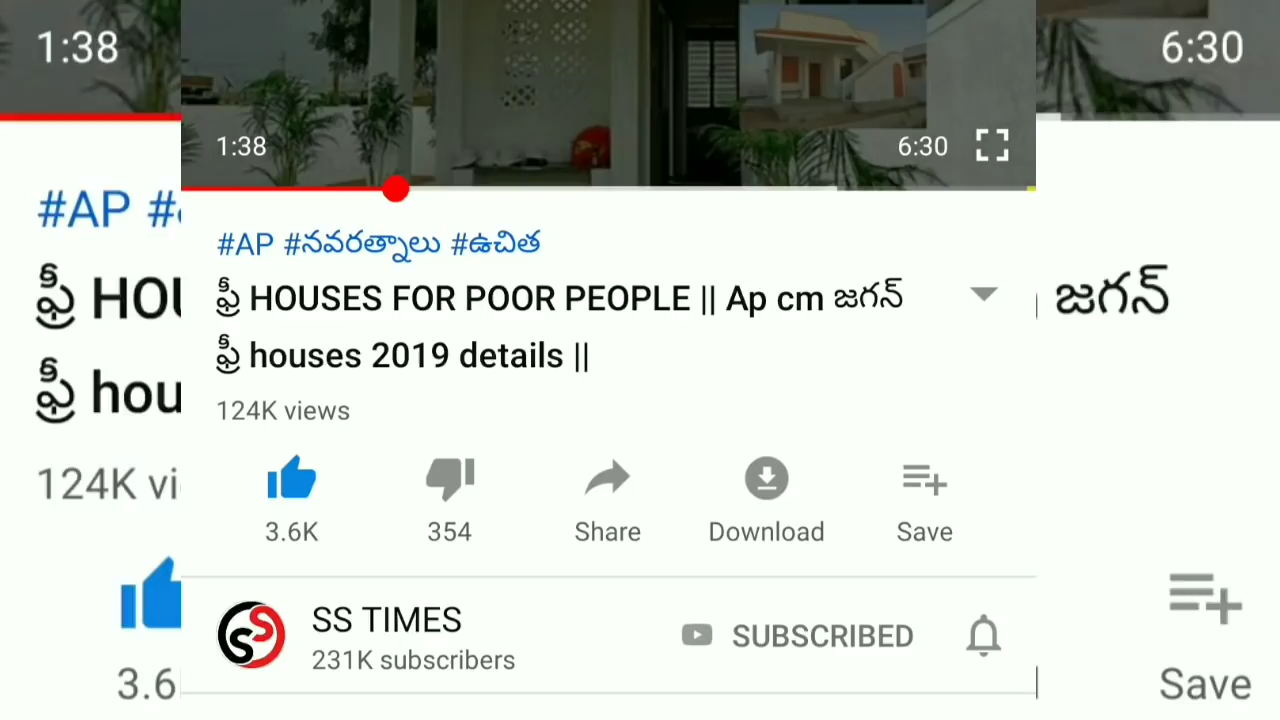 1:38
6:30
1:38
6:30
#AP #నవరత్నాలు #ఉచిత
#AP
ఫ్రీ HOUSES FOR POOR PEOPLE || Ap cm జగన్
ఫ్రీ houses 2019 details ||
ఫ్రీ HOU
జగన్
ఫ్రీ hou
124K views
124K vi
3.6K
354
Share
Download
Save
SS TIMES
231K subscribers
SUBSCRIBED
3.6
Save